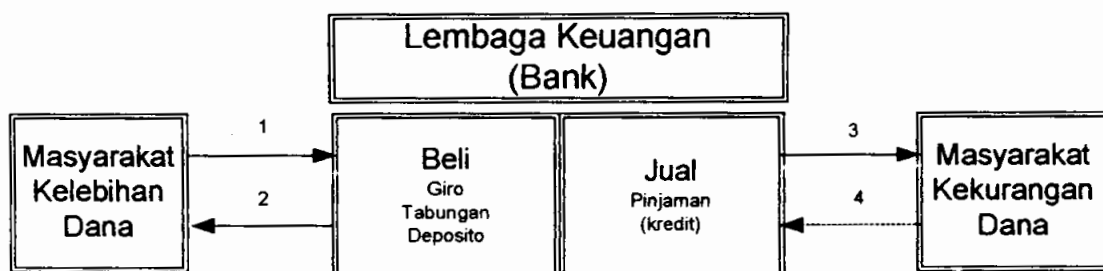 Lembaga Keuangan
(Bank)
Masyarakat
Kelebihan
Dana
1
2
Beli
Giro
Tabungan
Deposito
Jual
Pinjaman
(kredit)
3
4
Masyarakat
Kekurangan
Dana